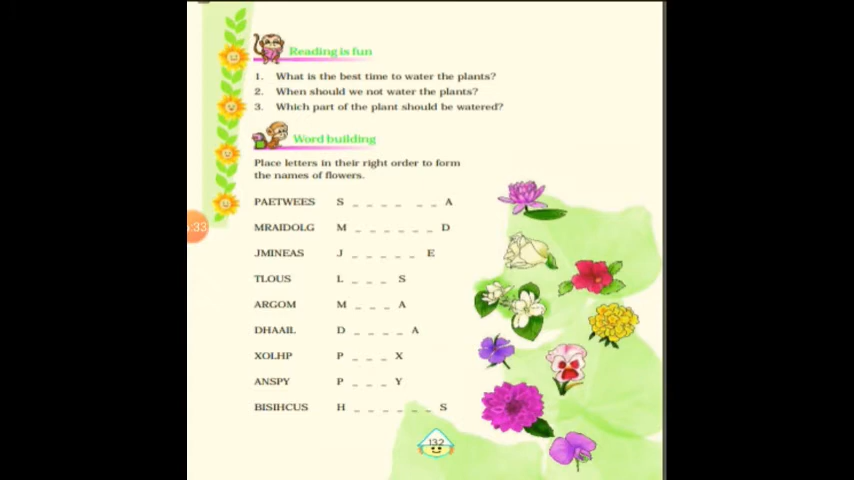 Reading is fun
1. What is the best time to water the plants?
2. When should we not water the plants?
3. Which part of the plant should be watered?
Word building
Place letters in their right order to form
the names of flowers.
PAETWEES S _ _ _ _ _ _ A
MRAIDOLG M _ _ _ _ _ _ D
JMINEAS J _ _ _ _ _ E
TLOUS L _ _ _ S
ARGOM M _ _ _ A
DHAAIL D _ _ _ _ A
XOLHP P _ _ _ X
ANSPY P _ _ _ Y
BISIHCUS H _ _ _ _ _ _ S
132
:33